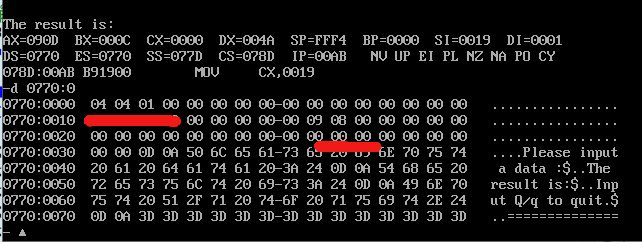 The result is:
AX=090D BX=000C CX=0000 DX=004A SP=FFF4 BP=0000 SI=0019 DI=0001
DS=0770 ES=0770 SS=077D CS=078D IP=00AB NV UP EI PL NZ NA PO CY
078D:00AB B91900 MOV CX,0019
-d 0770:0
0770:0000 04 04 01 00 00 00 00 00-00 00 00 00 00 00 00 00 ................
0770:0010 00 00 00 00-00 09 08 00 00 00 00 00 ................
0770:0020 00 00 00 00 00 00 00 00-00 00 00 00 00 00 00 00 ................
0770:0030 00 00 0D 0A 50 6C 65 61-73 65 20 69 6E 70 75 74 ....Please input
0770:0040 20 61 20 64 61 74 61 20-3A 24 0D 0A 54 68 65 20 a data :$..The
0770:0050 72 65 73 75 6C 74 20 69-73 3A 24 0D 0A 49 6E 70 result is:$..Inp
0770:0060 75 74 20 51 2F 71 20 74-6F 20 71 75 69 74 2E 24 ut Q/q to quit.$
0770:0070 0D 0A 3D 3D 3D 3D 3D 3D-3D 3D 3D 3D 3D 3D 3D 3D ..==============
-